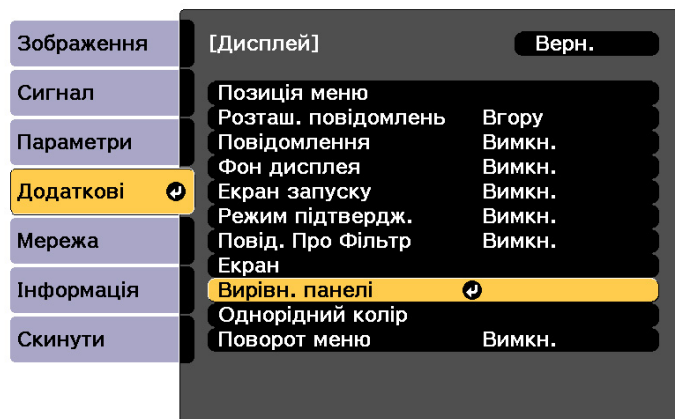 Зображення
Сигнал
Параметри
Додаткові
Мережа
Інформація
Скинути
[Дисплей] Верн.
Позиція меню
Розташ. повідомлень Вгору
Повідомлення Вимкн.
Фон дисплея Вимкн.
Екран запуску Вимкн.
Режим підтвердж. Вимкн.
Повід. Про Фільтр Вимкн.
Екран
Вирівн. панелі
Однорідний колір
Поворот меню Вимкн.